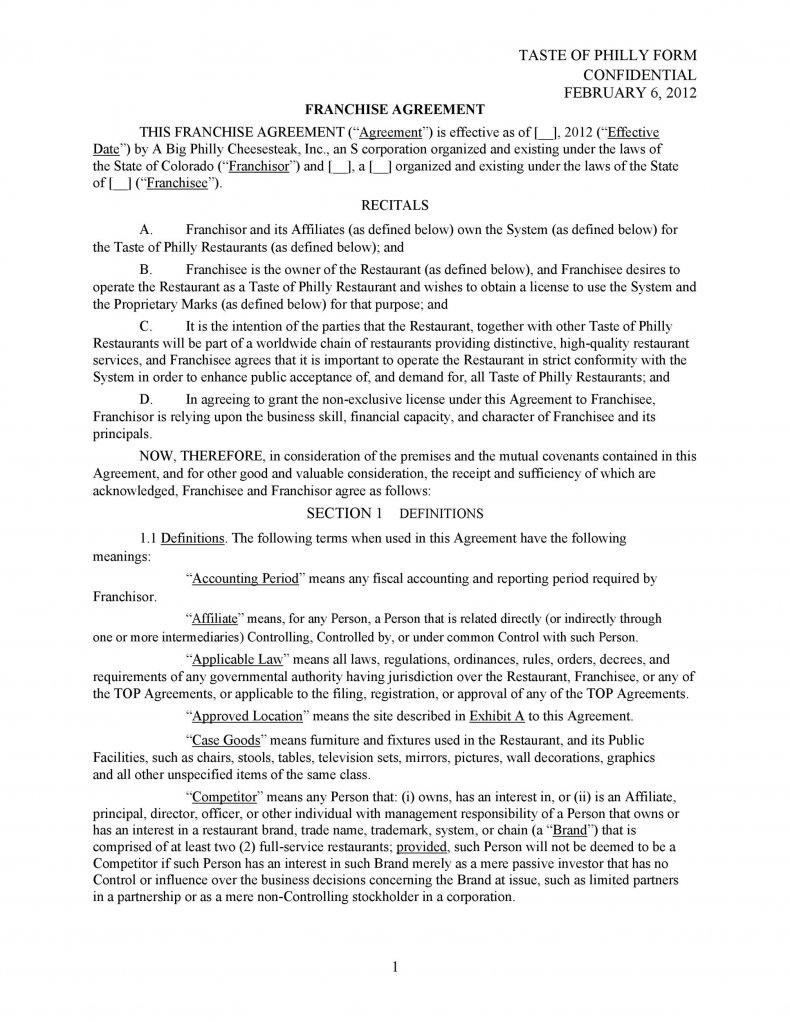 TASTE OF PHILLY FORM
CONFIDENTIAL
FEBRUARY 6, 2012
FRANCHISE AGREEMENT
THIS FRANCHISE AGREEMENT (“Agreement”) is effective as of [__], 2012 (“Effective
Date”) by A Big Philly Cheesesteak, Inc., an S corporation organized and existing under the laws of
the State of Colorado (“Franchisor”) and [__], a [__] organized and existing under the laws of the State
of [__] (“Franchisee”).
RECITALS
A. Franchisor and its Affiliates (as defined below) own the System (as defined below) for
the Taste of Philly Restaurants (as defined below); and
B. Franchisee is the owner of the Restaurant (as defined below), and Franchisee desires to
operate the Restaurant as a Taste of Philly Restaurant and wishes to obtain a license to use the System and
the Proprietary Marks (as defined below) for that purpose; and
C. It is the intention of the parties that the Restaurant, together with other Taste of Philly
Restaurants will be part of a worldwide chain of restaurants providing distinctive, high-quality restaurant
services, and Franchisee agrees that it is important to operate the Restaurant in strict conformity with the
System in order to enhance public acceptance of, and demand for, all Taste of Philly Restaurants; and
D. In agreeing to grant the non-exclusive license under this Agreement to Franchisee,
Franchisor is relying upon the business skill, financial capacity, and character of Franchisee and its
principals.
NOW, THEREFORE, in consideration of the premises and the mutual covenants contained in this
Agreement, and for other good and valuable consideration, the receipt and sufficiency of which are
acknowledged, Franchisee and Franchisor agree as follows:
SECTION 1 DEFINITIONS
1.1 Definitions. The following terms when used in this Agreement have the following
meanings:
“Accounting Period” means any fiscal accounting and reporting period required by
Franchisor.
“Affiliate” means, for any Person, a Person that is related directly (or indirectly through
one or more intermediaries) Controlling, Controlled by, or under common Control with such Person.
“Applicable Law” means all laws, regulations, ordinances, rules, orders, decrees, and
requirements of any governmental authority having jurisdiction over the Restaurant, Franchisee, or any of
the TOP Agreements, or applicable to the filing, registration, or approval of any of the TOP Agreements.
“Approved Location” means the site described in Exhibit A to this Agreement.
“Case Goods” means furniture and fixtures used in the Restaurant, and its Public
Facilities, such as chairs, stools, tables, television sets, mirrors, pictures, wall decorations, graphics
and all other unspecified items of the same class.
“Competitor” means any Person that: (i) owns, has an interest in, or (ii) is an Affiliate,
principal, director, officer, or other individual with management responsibility of a Person that owns or
has an interest in a restaurant brand, trade name, trademark, system, or chain (a “Brand”) that is
comprised of at least two (2) full-service restaurants; provided, such Person will not be deemed to be a
Competitor if such Person has an interest in such Brand merely as a mere passive investor that has no
Control or influence over the business decisions concerning the Brand at issue, such as limited partners
in a partnership or as a mere non-Controlling stockholder in a corporation.
1